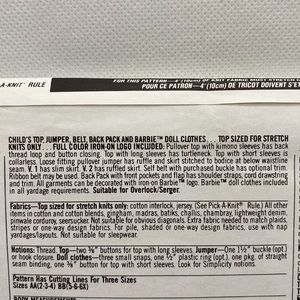 A-KNIT® RULE
FOR THIS PATTERN—4"(10cm) OF KNIT FABRIC MUST STRETCH
POUR CE PATRON—4"(10cm) DE TRICOT DOIVENT S'É
CHILD'S TOP, JUMPER, BELT, BACK PACK AND BARBIE™ DOLL CLOTHES . . . TOP SIZED FOR STRETCH
KNITS ONLY . . . FULL COLOR IRON-ON LOGO INCLUDED: Pullover top with kimono sleeves has back
thread loop and button closing. Top with long sleeves has turtleneck. Top with short sleeves is
collarless. Loose fitting pullover jumper has ruffle and skirt stitched to bodice at below waistline
seam. V. 1 has slim skirt. V. 2 has ruffled skirt. Self belt with purchased buckle has optional trim.
Ribbon belt may be used. Back Pack with front pockets and flap has shoulder straps, cord drawstring
and trim. All garments can be decorated with iron-on Barbie™ logo. Barbie™ doll clothes included
in all sizes. Suitable for Overlock/Serger.
Fabrics—Top sized for stretch knits only: cotton interlock, jersey. (See Pick-A-Knit® Rule.) All other
items in cotton and cotton blends, gingham, madras, batiks, challis, chambray, lightweight denim,
pinwale corduroy, seersucker. Not suitable for obvious diagonals. Extra fabric needed to match plaids,
stripes or one-way design fabrics. For pile, shaded or one-way design fabrics, use with nap yardages/
layouts.
Notions: Thread. Top—two ⅜" buttons for top with long sleeves. Jumper—One 1½" buckle (opt.)
or hook closure. Doll clothes—three small snaps, one ½" plastic ring (opt.), one pkg. of straight
seam binding, one ⅜" button for top with long sleeves. Look for Simplicity notions.
Pattern Has Cutting Lines For Three Sizes
Sizes AA(2-3-4) BB(5-6-6X)
BODY MEASUREMENTS